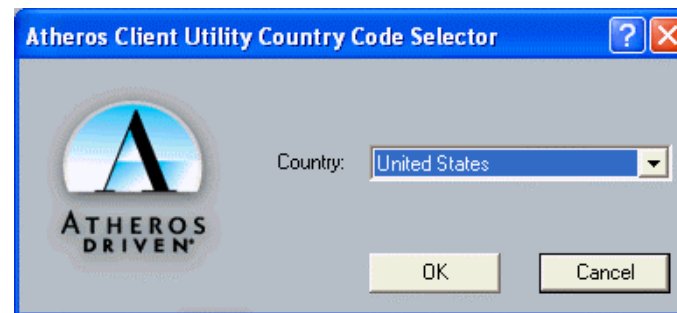 Atheros Client Utility Country Code Selector
?
Country:
United States
ATHEROS
DRIVEN
OK
Cancel